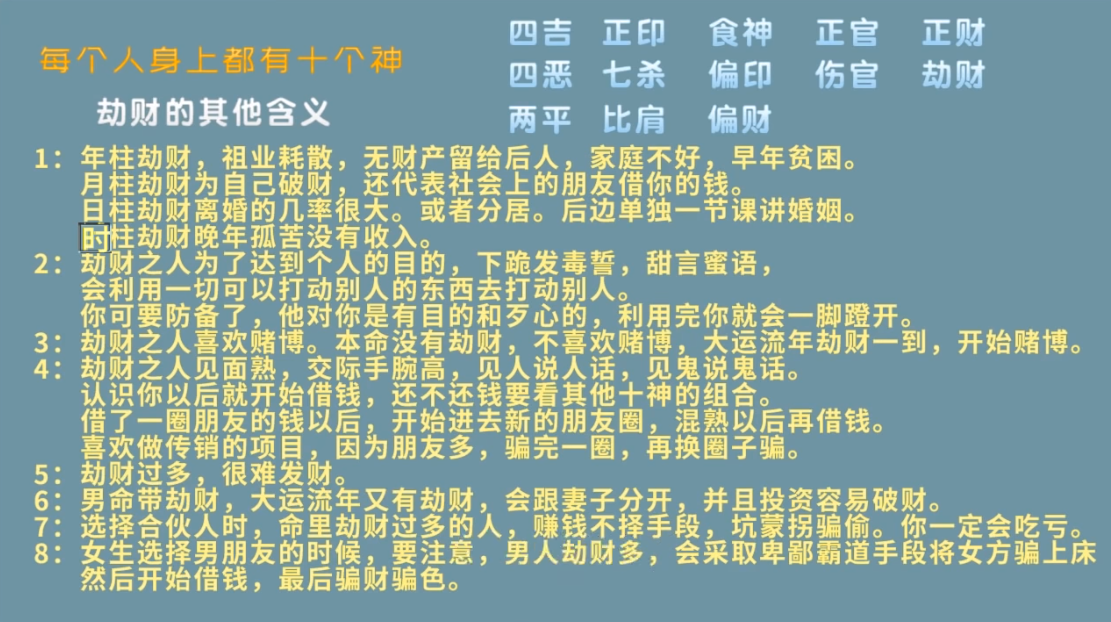 每个人身上都有十个神
劫财的其他含义
四吉 正印 食神 正官 正财
四恶 七杀 偏印 伤官 劫财
两平 比肩 偏财
1：年柱劫财，祖业耗散，无财产留给后人，家庭不好，早年贫困。
月柱劫财为自己破财，还代表社会上的朋友借你的钱。
日柱劫财离婚的几率很大。或者分居。后边单独一节课讲婚姻。
时柱劫财晚年孤苦没有收入。
2：劫财之人为了达到个人的目的，下跪发毒誓，甜言蜜语，
会利用一切可以打动别人的东西去打动别人。
你可要防备了，他对你是有目的和歹心的，利用完你就会一脚蹬开。
3：劫财之人喜欢赌博。本命没有劫财，不喜欢赌博，大运流年劫财一到，开始赌博。
4：劫财之人见面熟，交际手腕高，见人说人话，见鬼说鬼话。
认识你以后就开始借钱，还不还钱要看其他十神的组合。
借了一圈朋友的钱以后，开始进去新的朋友圈，混熟以后再借钱。
喜欢做传销的项目，因为朋友多，骗完一圈，再换圈子骗。
5：劫财过多，很难发财。
6：男命带劫财，大运流年又有劫财，会跟妻子分开，并且投资容易破财。
7：选择合伙人时，命里劫财过多的人，赚钱不择手段，坑蒙拐骗偷。你一定会吃亏。
8：女生选择男朋友的时候，要注意，男人劫财多，会采取卑鄙霸道手段将女方骗上床
然后开始借钱，最后骗财骗色。